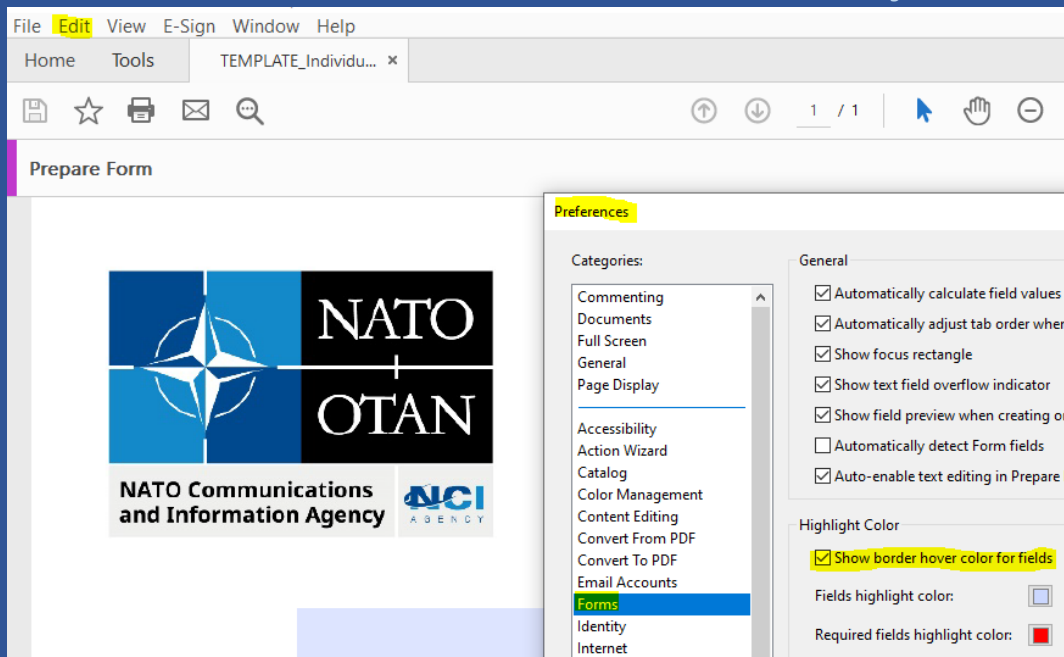 File Edit View E-Sign Window Help
Home Tools TEMPLATE_Individu... ×
1 / 1
Prepare Form
Preferences
NATO
OTAN
NATO Communications
and Information Agency
NCI
AGENCY
Categories:
Commenting
Documents
Full Screen
General
Page Display
Accessibility
Action Wizard
Catalog
Color Management
Content Editing
Convert From PDF
Convert To PDF
Email Accounts
Forms
Identity
Internet
General
Automatically calculate field values
Automatically adjust tab order when
Show focus rectangle
Show text field overflow indicator
Show field preview when creating o
Automatically detect Form fields
Auto-enable text editing in Prepare
Highlight Color
Show border hover color for fields
Fields highlight color:
Required fields highlight color: